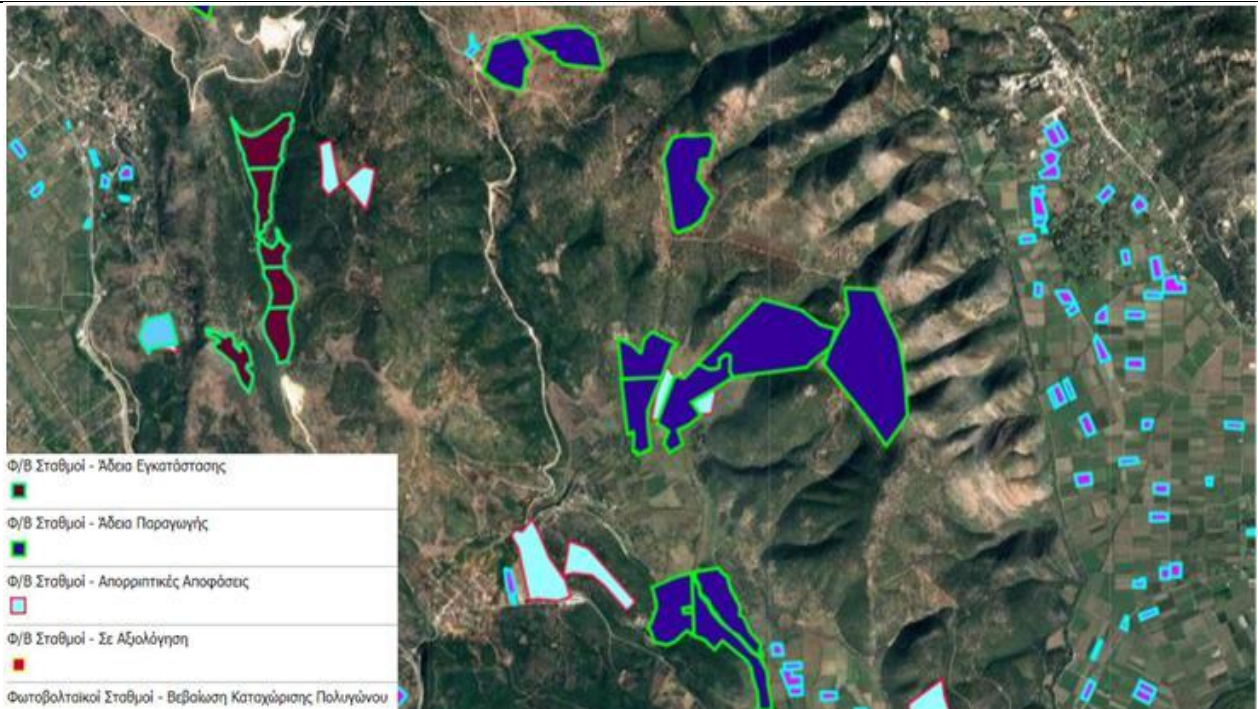 Φ/Β Σταθμοί - Άδεια Εγκατάστασης
Φ/Β Σταθμοί - Άδεια Παραγωγής
Φ/Β Σταθμοί - Απορριπτικές Αποφάσεις
Φ/Β Σταθμοί - Σε Αξιολόγηση
Φωτοβολταϊκοί Σταθμοί - Βεβαίωση Καταχώρισης Πολυγώνου